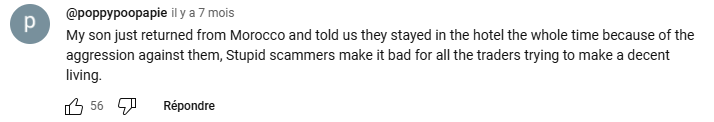 p
@poppypoopapie il y a 7 mois
My son just returned from Morocco and told us they stayed in the hotel the whole time because of the
aggression against them, Stupid scammers make it bad for all the traders trying to make a decent
living.
56 Répondre